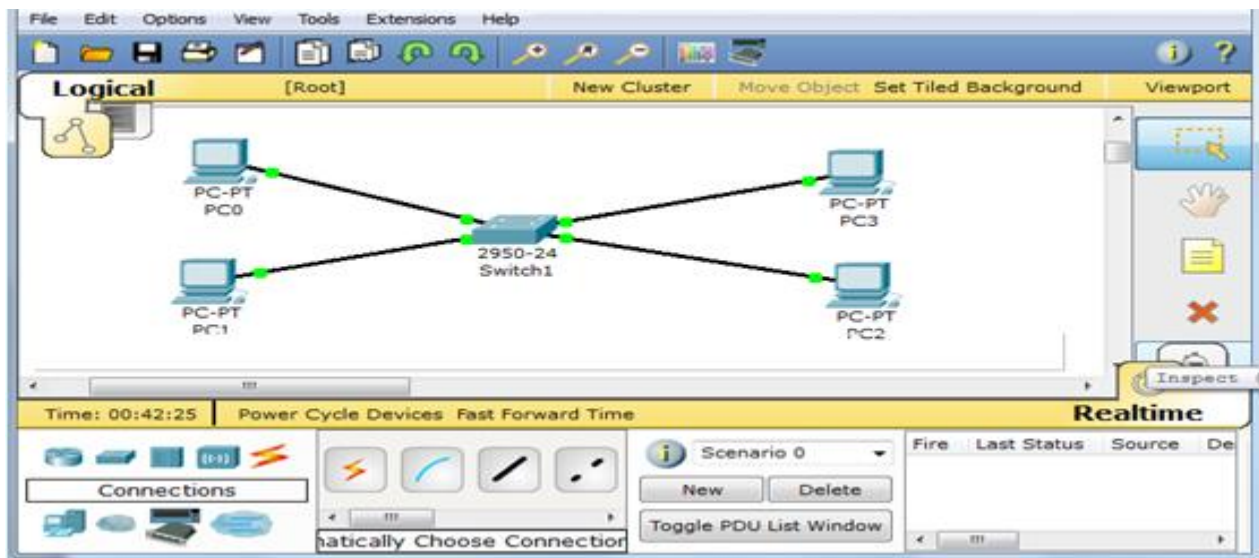 File Edit Options View Tools Extensions Help
Logical [Root] New Cluster Move Object Set Tiled Background Viewport
PC-PT
PC0
PC-PT
PC3
2950-24
Switch1
PC-PT
PC1
PC-PT
PC2
Inspect
Time: 00:42:25 Power Cycle Devices Fast Forward Time Realtime
Connections
Scenario 0
New Delete
Toggle PDU List Window
Fire Last Status Source De
natically Choose Connection